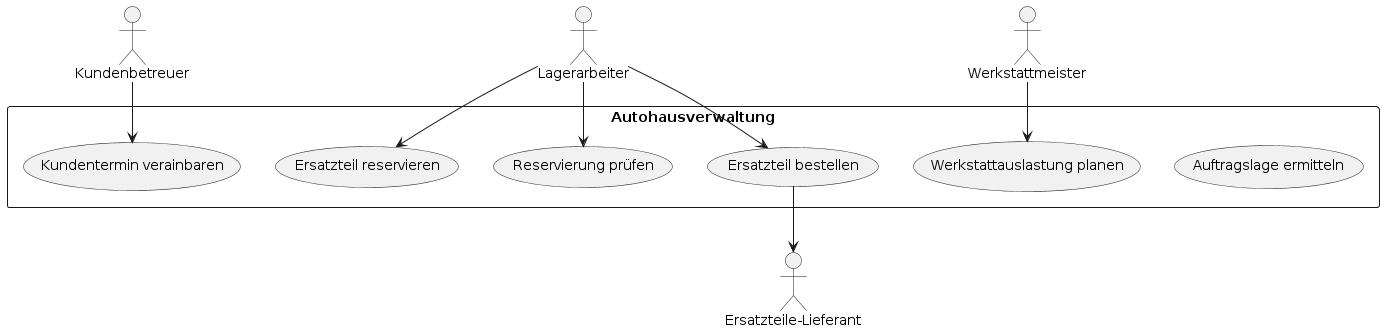 Kundenbetreuer
Lagerarbeiter
Werkstattmeister
Autohausverwaltung
Kundentermin verainbaren
Ersatzteil reservieren
Reservierung prüfen
Ersatzteil bestellen
Werkstattauslastung planen
Auftragslage ermitteln
Ersatzteile-Lieferant